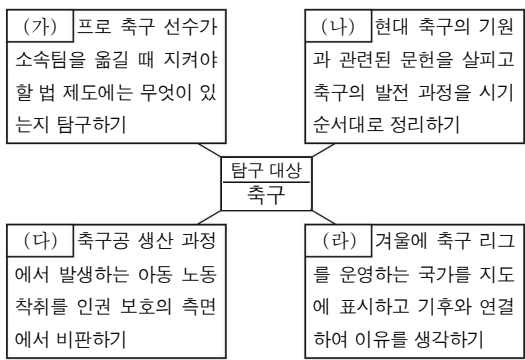 (가) 프로 축구 선수가
소속팀을 옮길 때 지켜야
할 법 제도에는 무엇이 있
는지 탐구하기
(나) 현대 축구의 기원
과 관련된 문헌을 살피고
축구의 발전 과정을 시기
순서대로 정리하기
탐구 대상
축구
(다) 축구공 생산 과정
에서 발생하는 아동 노동
착취를 인권 보호의 측면
에서 비판하기
(라) 겨울에 축구 리그
를 운영하는 국가를 지도
에 표시하고 기후와 연결
하여 이유를 생각하기